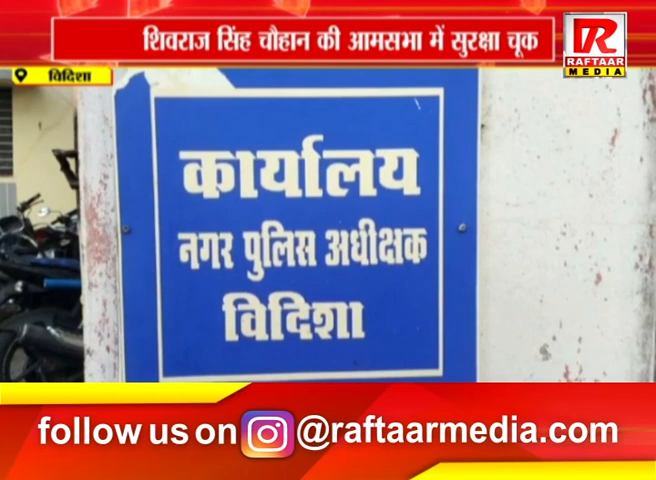 शिवराज सिंह चौहान की आमसभा में सुरक्षा चूक
R
RAFTAAR
MEDIA
विदिशा
कार्यालय
नगर पुलिस अधीक्षक
विदिशा
follow us on @raftaarmedia.com